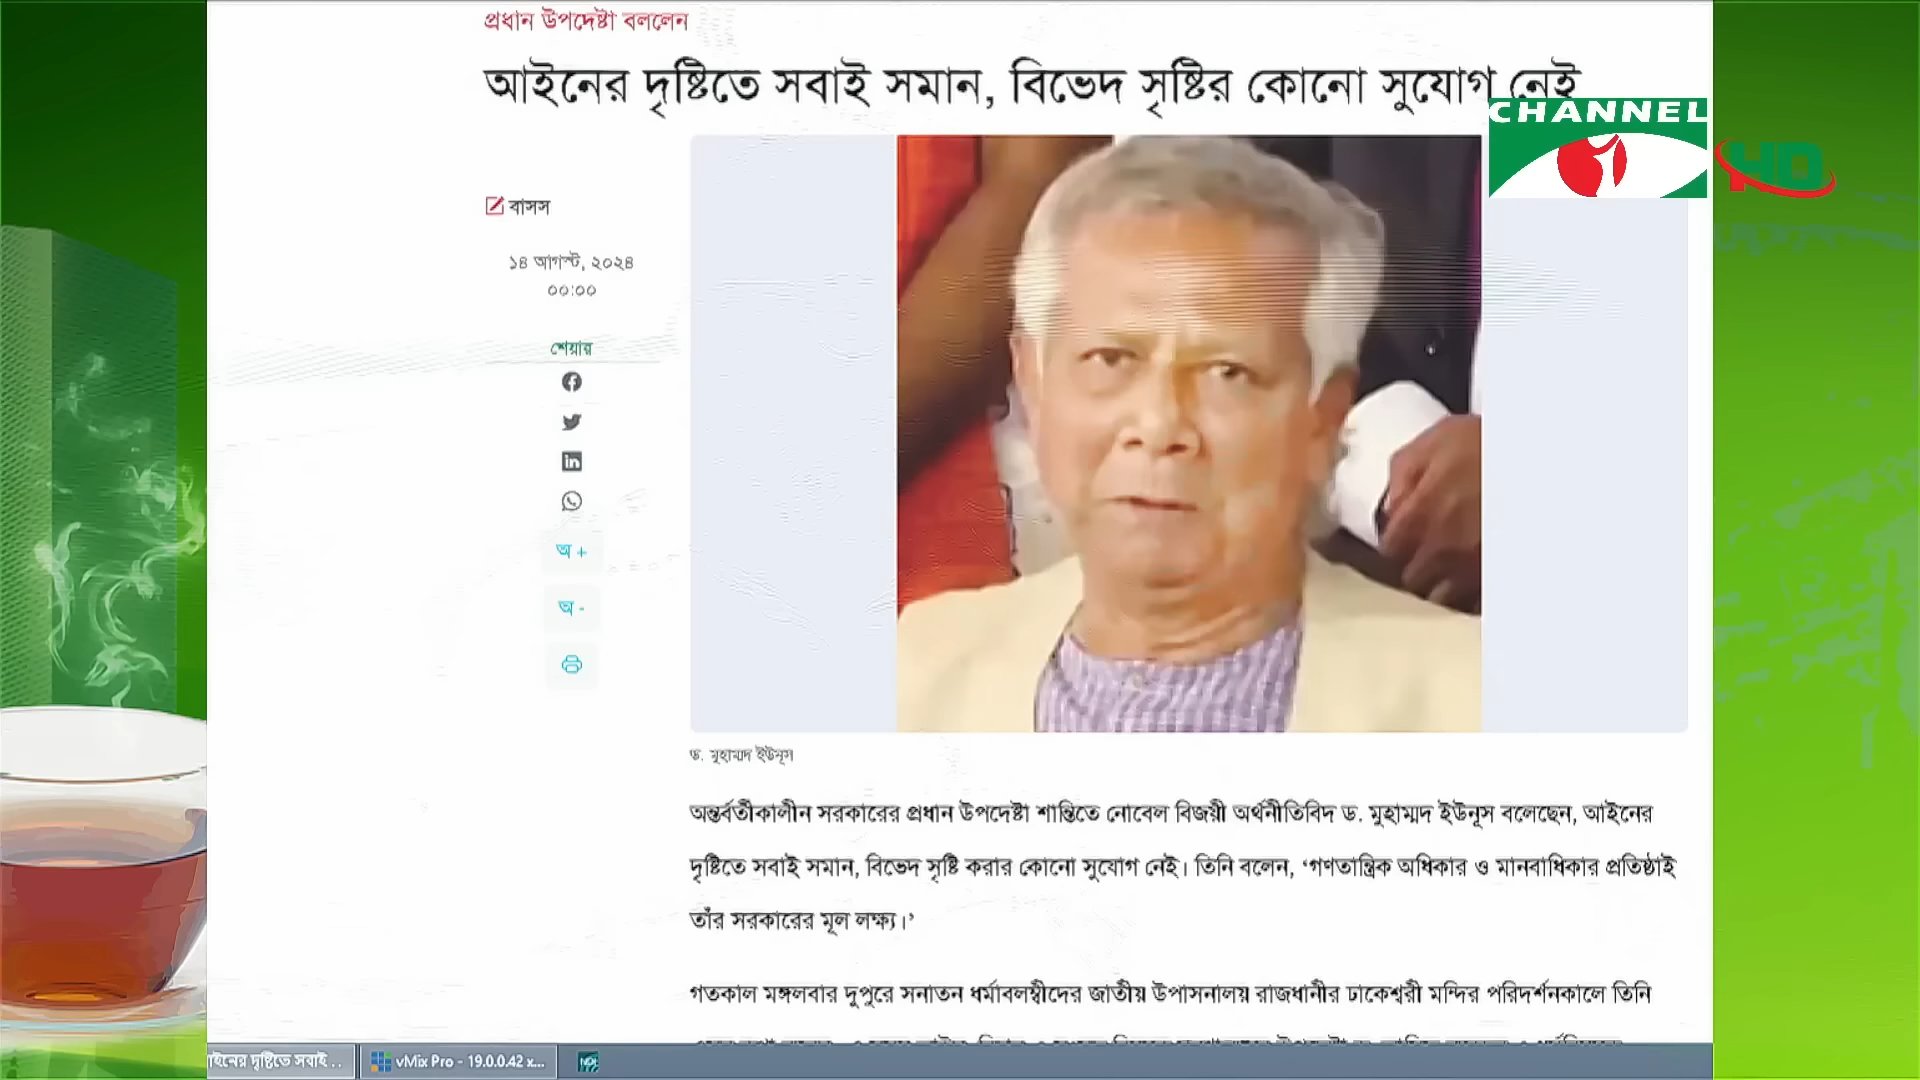 প্রধান উপদেষ্টা বললেন
আইনের দৃষ্টিতে সবাই সমান, বিভেদ সৃষ্টির কোনো সুযোগ নেই
CHANNEL
HD
বাসস
১৪ আগস্ট, ২০২৪
০০:০০
শেয়ার
অ +
অ -
ড. মুহাম্মদ ইউনূস
অন্তর্বর্তীকালীন সরকারের প্রধান উপদেষ্টা শান্তিতে নোবেল বিজয়ী অর্থনীতিবিদ ড. মুহাম্মদ ইউনূস বলেছেন, আইনের
দৃষ্টিতে সবাই সমান, বিভেদ সৃষ্টি করার কোনো সুযোগ নেই। তিনি বলেন, ‘গণতান্ত্রিক অধিকার ও মানবাধিকার প্রতিষ্ঠাই
তাঁর সরকারের মূল লক্ষ্য।’
গতকাল মঙ্গলবার দুপুরে সনাতন ধর্মাবলম্বীদের জাতীয় উপাসনালয় রাজধানীর ঢাকেশ্বরী মন্দির পরিদর্শনকালে তিনি
াইনের দৃষ্টিতে সবাই ...
vMix Pro - 19.0.0.42 x...